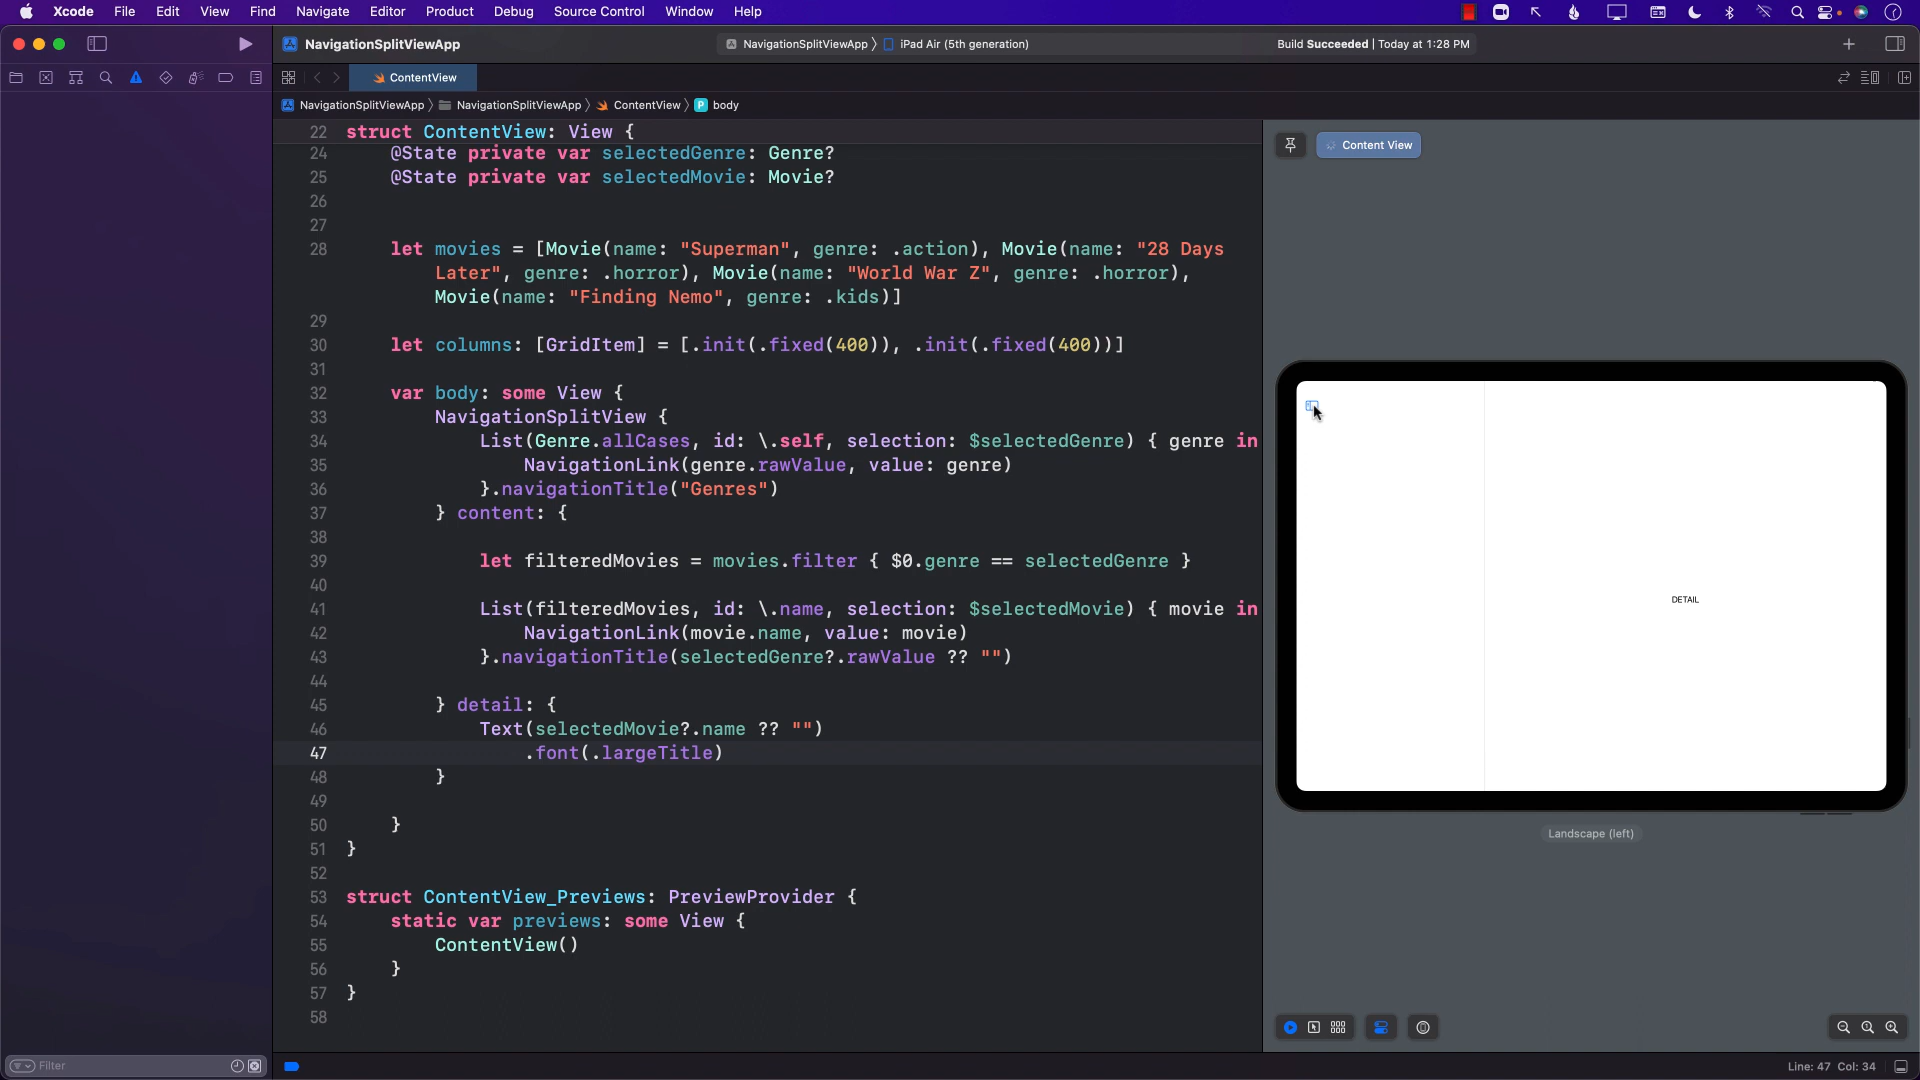 Xcode File Edit View Find Navigate Editor Product Debug Source Control Window Help
NavigationSplitViewApp
NavigationSplitViewApp 〉 iPad Air (5th generation)
Build Succeeded | Today at 1:28 PM
ContentView
NavigationSplitViewApp 〉 NavigationSplitViewApp 〉 ContentView 〉 P body
22 struct ContentView: View {
24 @State private var selectedGenre: Genre?
25 @State private var selectedMovie: Movie?
26
27
28 let movies = [Movie(name: "Superman", genre: .action), Movie(name: "28 Days
Later", genre: .horror), Movie(name: "World War Z", genre: .horror),
Movie(name: "Finding Nemo", genre: .kids)]
29
30 let columns: [GridItem] = [.init(.fixed(400)), .init(.fixed(400))]
31
32 var body: some View {
33 NavigationSplitView {
34 List(Genre.allCases, id: \.self, selection: $selectedGenre) { genre in
35 NavigationLink(genre.rawValue, value: genre)
36 }.navigationTitle("Genres")
37 } content: {
38
39 let filteredMovies = movies.filter { $0.genre == selectedGenre }
40
41 List(filteredMovies, id: \.name, selection: $selectedMovie) { movie in
42 NavigationLink(movie.name, value: movie)
43 }.navigationTitle(selectedGenre?.rawValue ?? "")
44
45 } detail: {
46 Text(selectedMovie?.name ?? "")
47 .font(.largeTitle)
48 }
49
50 }
51 }
52
53 struct ContentView_Previews: PreviewProvider {
54 static var previews: some View {
55 ContentView()
56 }
57 }
58
Content View
DETAIL
Landscape (left)
Filter
Line: 47 Col: 34